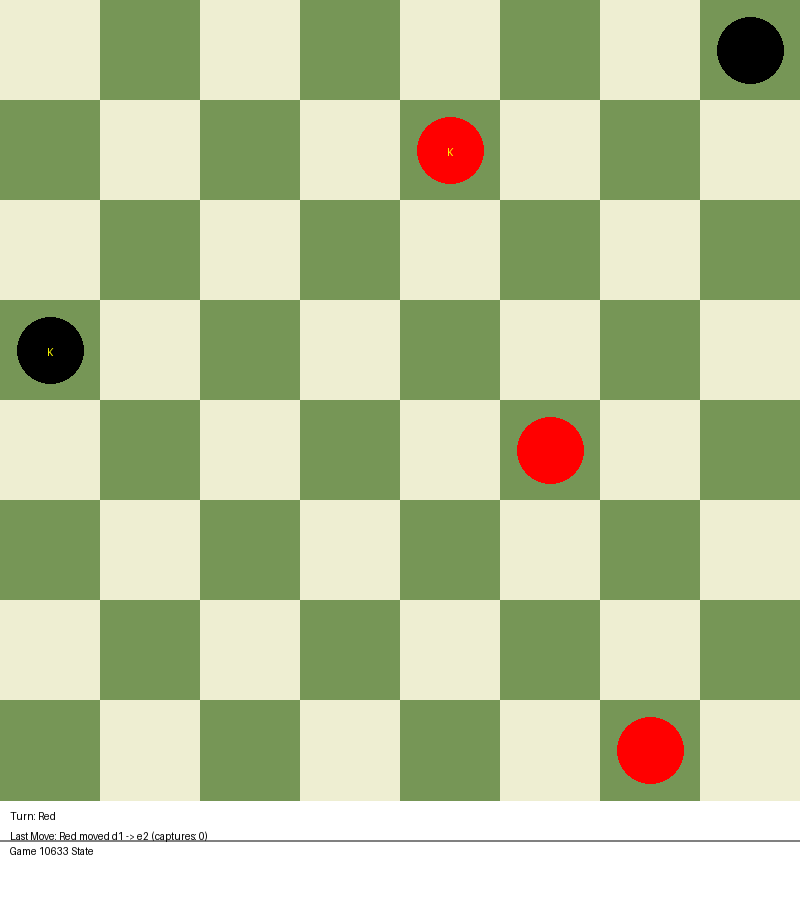 K
K
Turn: Red
Last Move: Red moved d1 -> e2 (captures: 0)
Game 10633 State